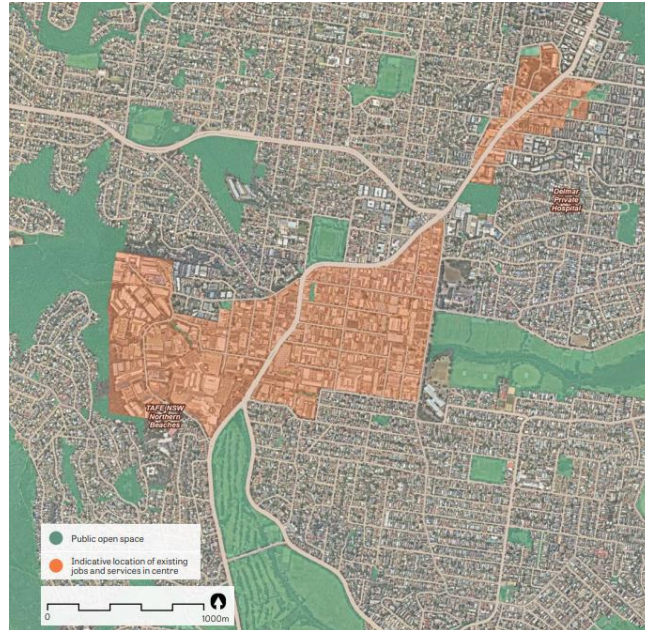 Delmar
Private
Hospital
TAFE NSW
Northern
Beaches
Public open space
Indicative location of existing
jobs and services in centre
0
1000m